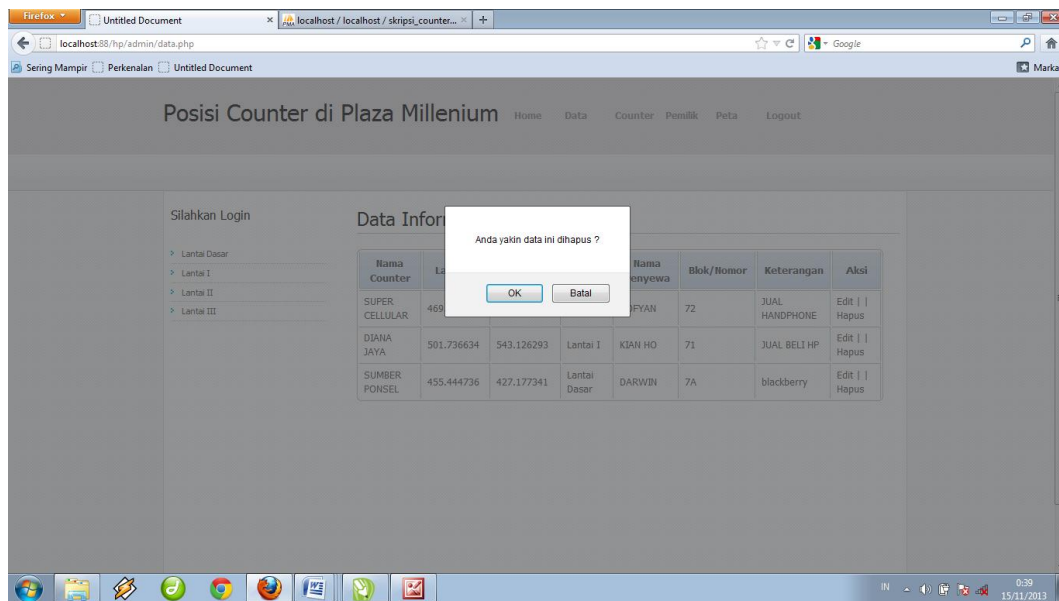 Firefox
Untitled Document
localhost / localhost / skripsi_counter...
localhost:88/hp/admin/data.php
Google
Sering Mampir Perkenalan Untitled Document
Marka
Posisi Counter di Plaza Millenium Home Data Counter Pemilik Peta Logout
Silahkan Login
Lantai Dasar
Lantai I
Lantai II
Lantai III
Data Infor
Anda yakin data ini dihapus ?
OK Batal
Nama Counter La Nama enyewa Blok/Nomor Keterangan Aksi
SUPER CELLULAR 469 FYAN 72 JUAL HANDPHONE Edit | | Hapus
DIANA JAYA 501.736634 543.126293 Lantai I KIAN HO 71 JUAL BELI HP Edit | | Hapus
SUMBER PONSEL 455.444736 427.177341 Lantai Dasar DARWIN 7A blackberry Edit | | Hapus
IN 0:39
15/11/2013